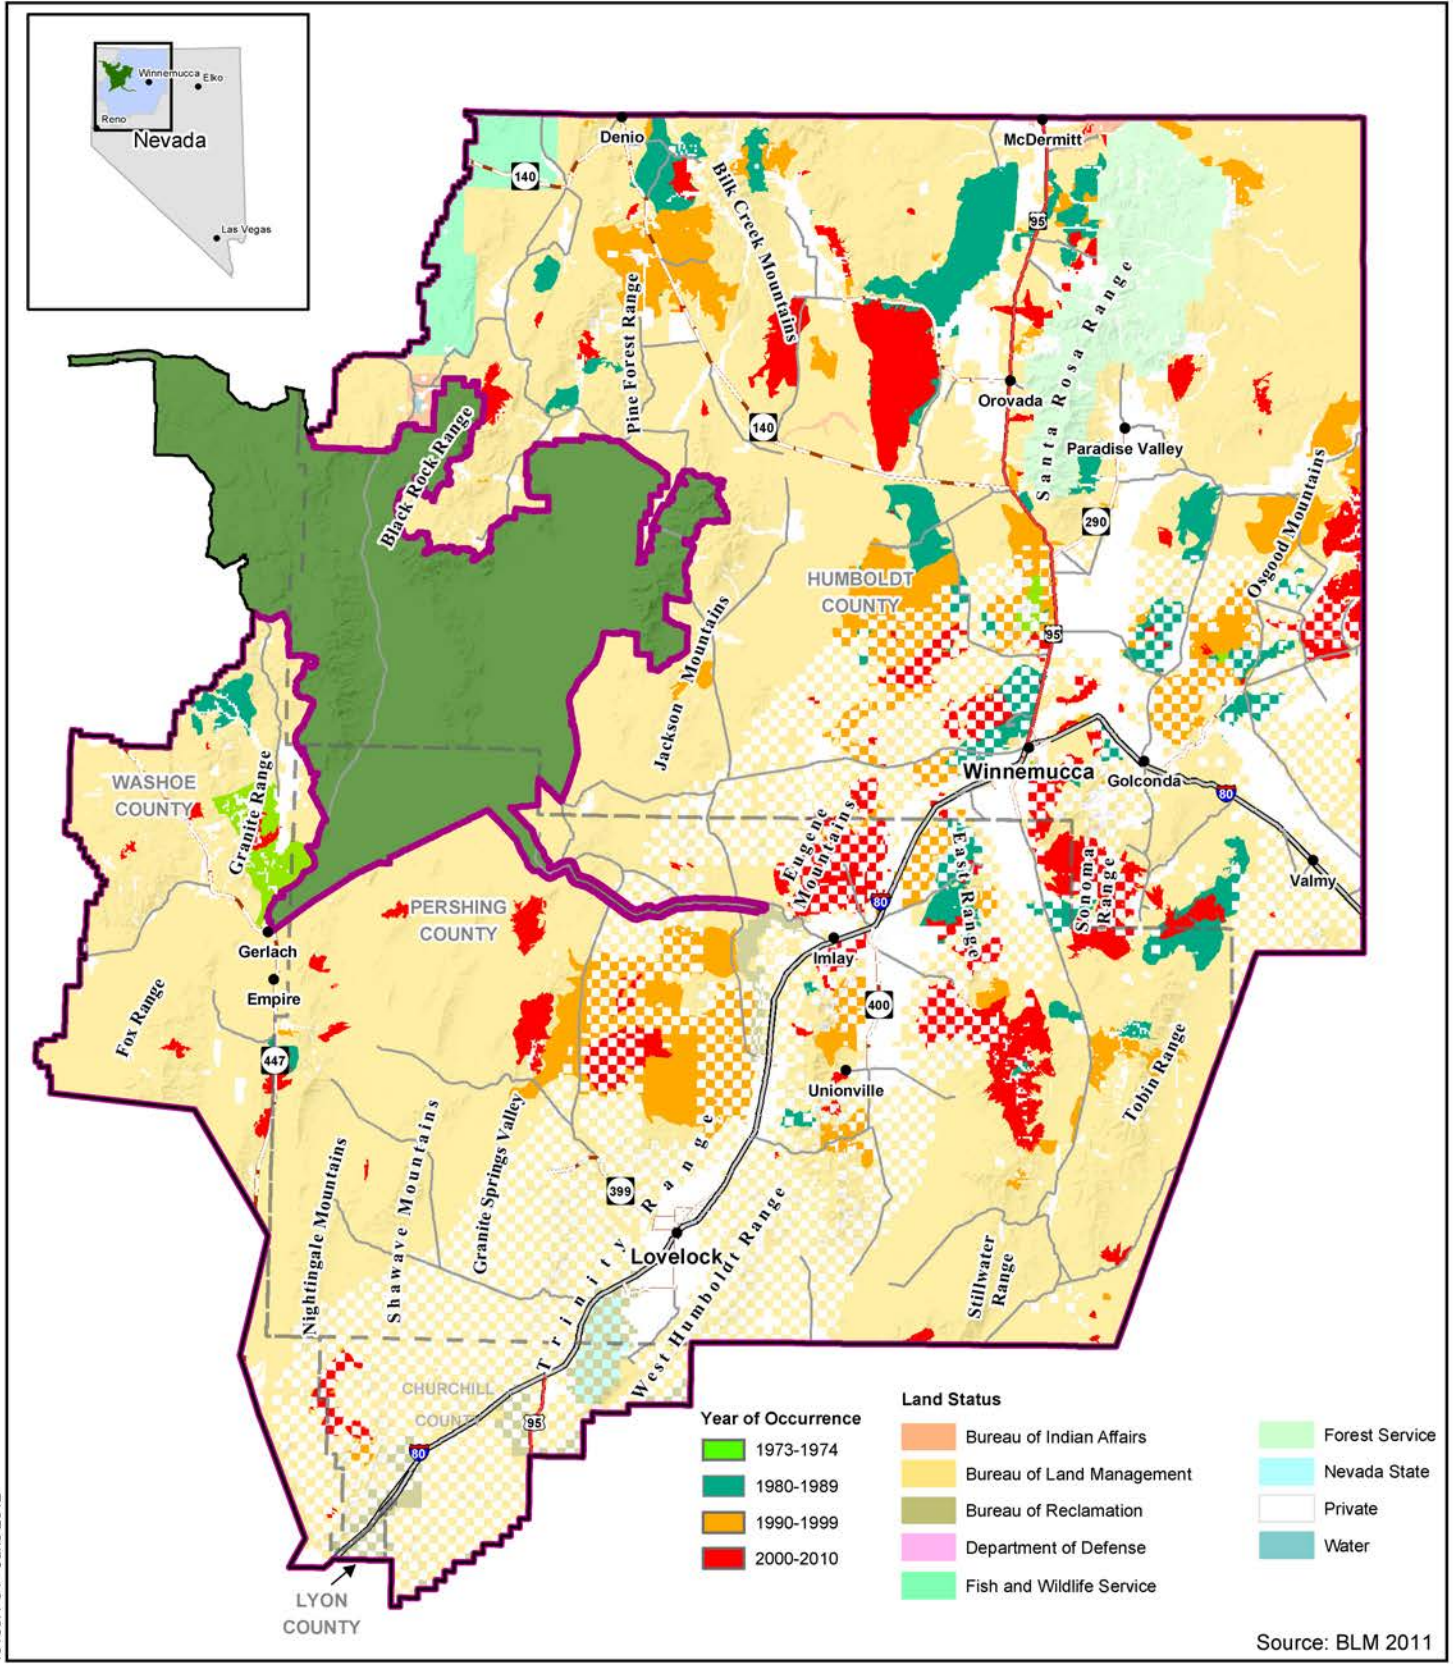 Winnemucca
Elko
Reno
Nevada
Las Vegas
Denio
McDermitt
140
Bilk Creek Mountains
95
Pine Forest Range
Santa Rosa Range
Orovada
140
Black Rock Range
Paradise Valley
290
Osgood Mountains
HUMBOLDT
COUNTY
95
Jackson Mountains
WASHOE
COUNTY
Granite Range
Winnemucca
Golconda
80
Eugene
Mountains
East Range
Sonoma
Range
Valmy
80
PERSHING
COUNTY
Gerlach
Imlay
Empire
400
Fox Range
447
Unionville
Tobin Range
Nightingale Mountains
Shawave Mountains
Granite Springs Valley
399
Trinity Range
Lovelock
West Humboldt Range
Stillwater
Range
CHURCHILL
COUNTY
95
80
LYON
COUNTY
Year of Occurrence
1973-1974
1980-1989
1990-1999
2000-2010
Land Status
Bureau of Indian Affairs
Bureau of Land Management
Bureau of Reclamation
Department of Defense
Fish and Wildlife Service
Forest Service
Nevada State
Private
Water
Source: BLM 2011